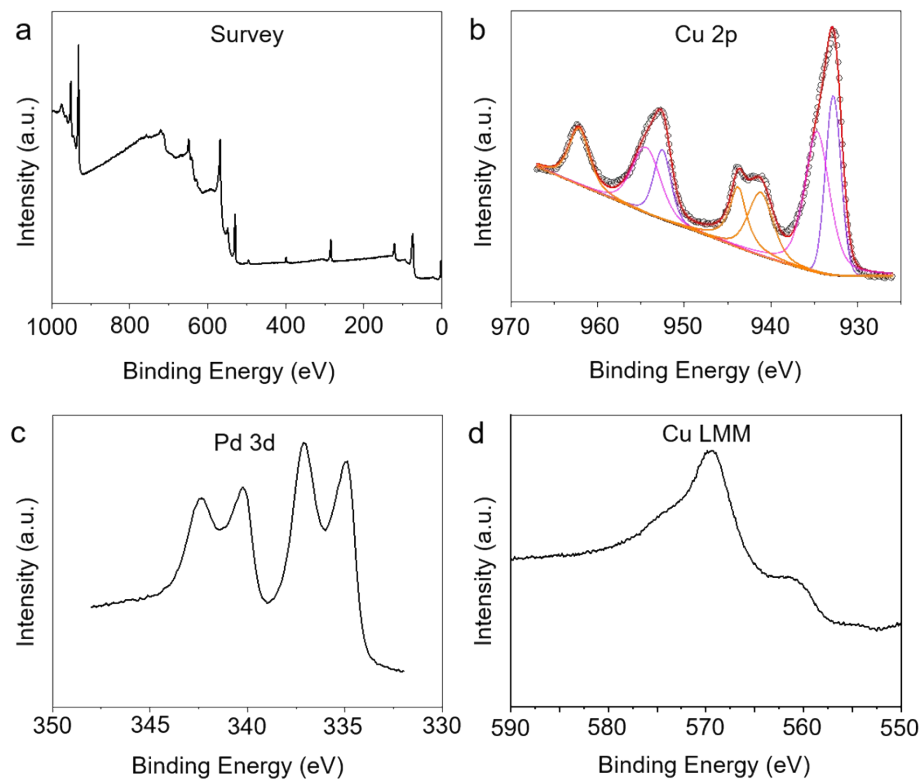 a
Survey
Intensity (a.u.)
1000 800 600 400 200 0
Binding Energy (eV)
b
Cu 2p
Intensity (a.u.)
970 960 950 940 930
Binding Energy (eV)
c
Pd 3d
Intensity (a.u.)
350 345 340 335 330
Binding Energy (eV)
d
Cu LMM
Intensity (a.u.)
590 580 570 560 550
Binding Energy (eV)